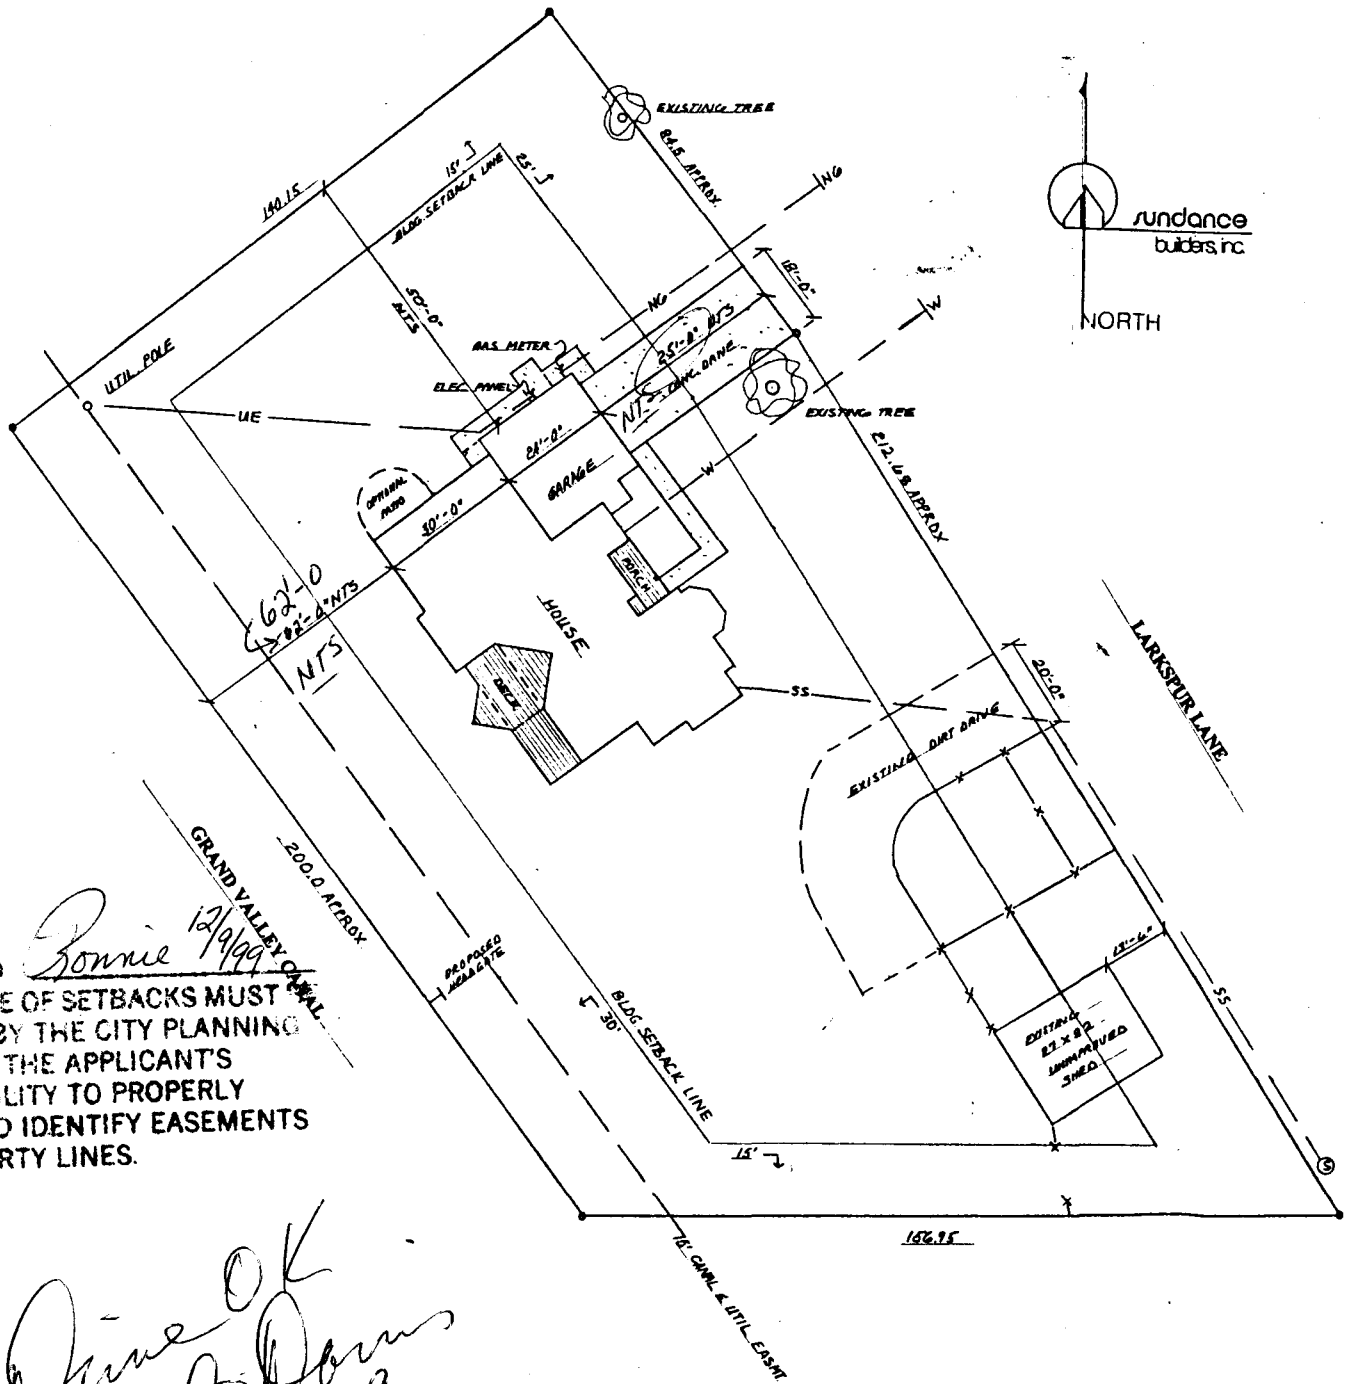 EXISTING TREE
84.5 APPROX.
NG
18'-0"
sundance
builders, inc.
NORTH
140.15
15'
25'
BLDG. SETBACK LINE
50'-0"
NTS
NG
W
25'-0" NTS
NTS
CONC. DRIVE
GAS METER
ELEC PANEL
UTIL. POLE
UE
24'-0"
GARAGE
EXISTING TREE
W
212.68 APPROX
OPTIONAL
PATIO
30'-0"
PORCH
HOUSE
62'-0
62'-0" NTS
NTS
DECK
SS
LARKSPUR LANE
20'-0"
EXISTING DIRT DRIVE
GRAND VALLEY CANAL
200.0 APPROX
PROPOSED
HEADGATE
Bonnie 12/9/99
E OF SETBACKS MUST
BY THE CITY PLANNING
THE APPLICANT'S
LITY TO PROPERLY
D IDENTIFY EASEMENTS
RTY LINES.
30'
BLDG. SETBACK LINE
EXISTING
27 X 22
UNIMPROVED
SHED
SS
S
15'
156.95
75' CANAL & UTIL EASMT.
OK